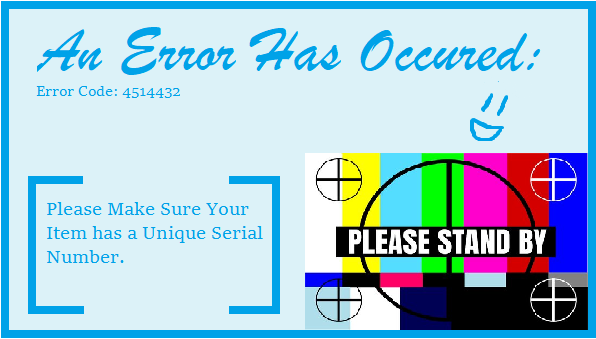 An Error Has Occured:
Error Code: 4514432
Please Make Sure Your
Item has a Unique Serial
Number.
PLEASE STAND BY